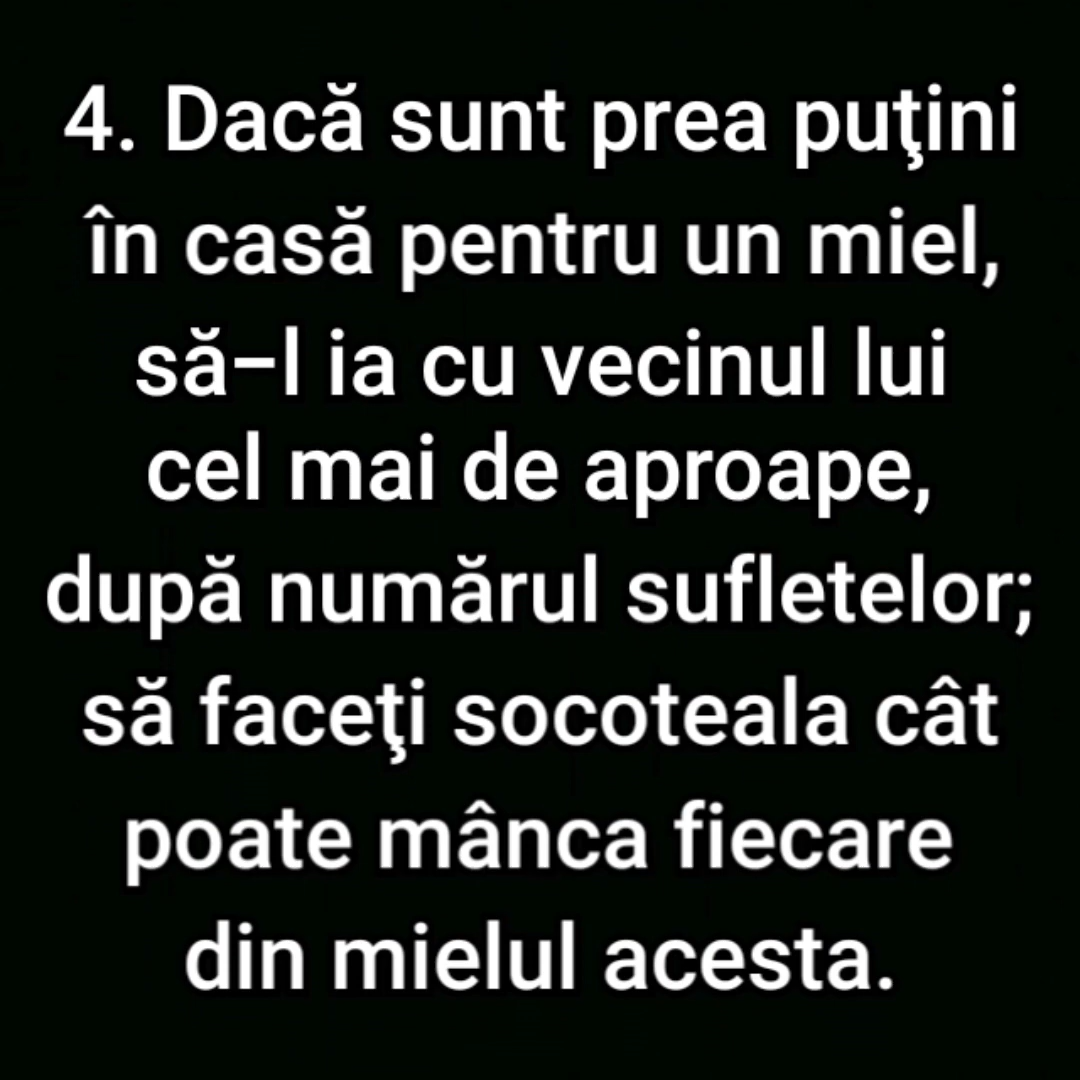 4. Dacă sunt prea puţini
în casă pentru un miel,
să–l ia cu vecinul lui
cel mai de aproape,
după numărul sufletelor;
să faceţi socoteala cât
poate mânca fiecare
din mielul acesta.